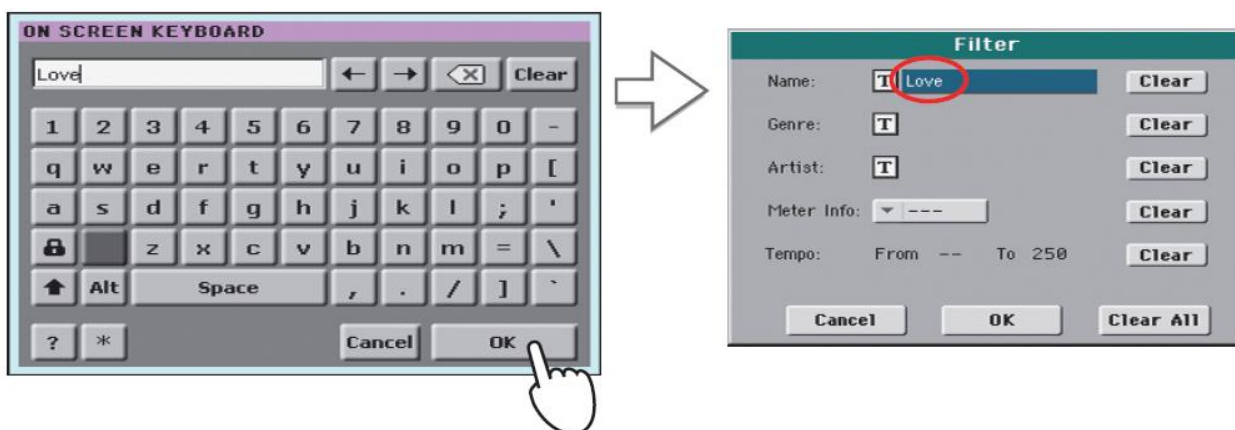 ON SCREEN KEYBOARD
Love
← → Clear
1 2 3 4 5 6 7 8 9 0 -
q w e r t y u i o p [
a s d f g h j k l ; '
z x c v b n m = \
Alt Space , . / ] `
? * Cancel OK
Filter
Name: T Love Clear
Genre: T Clear
Artist: T Clear
Meter Info: --- Clear
Tempo: From -- To 250 Clear
Cancel OK Clear All